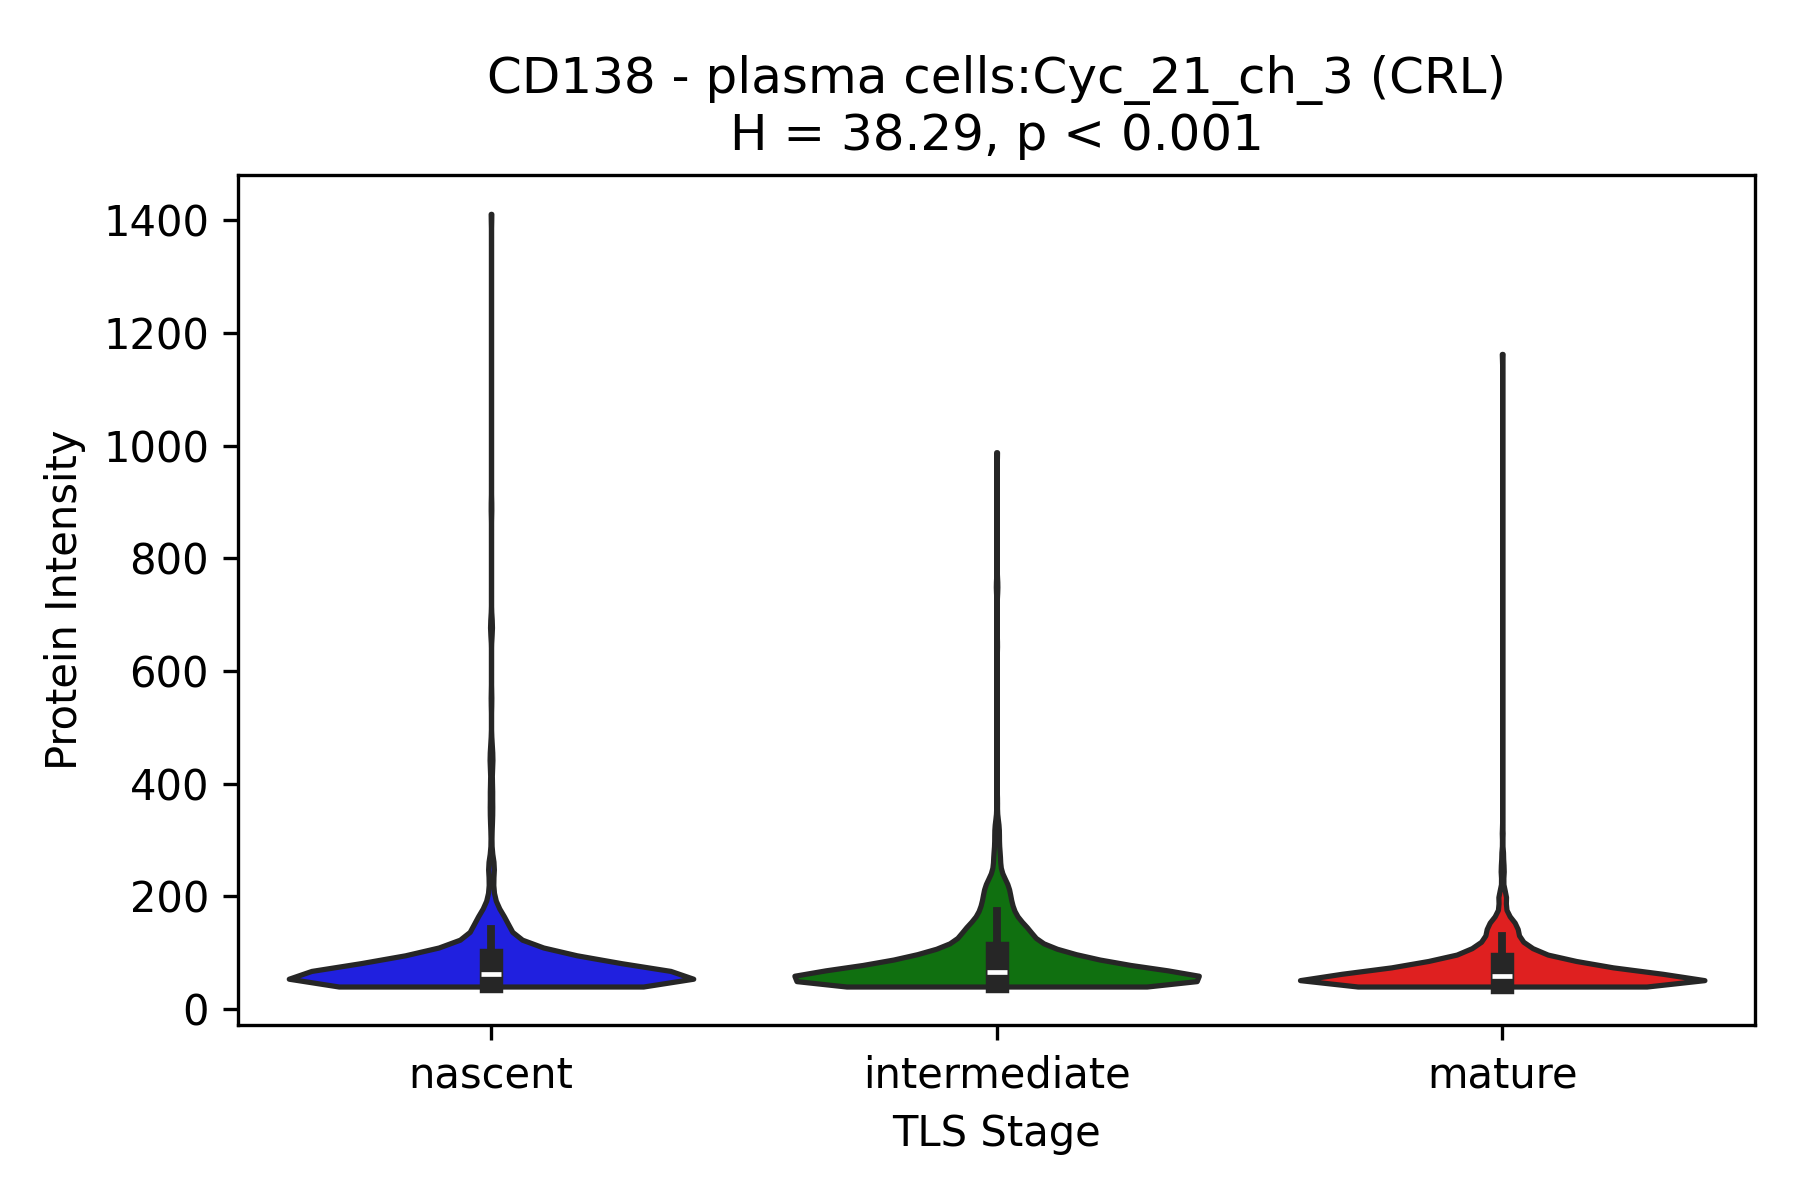 CD138 - plasma cells:Cyc_21_ch_3 (CRL)
H = 38.29, p < 0.001
Protein Intensity
1400
1200
1000
800
600
400
200
0
nascent
intermediate
mature
TLS Stage